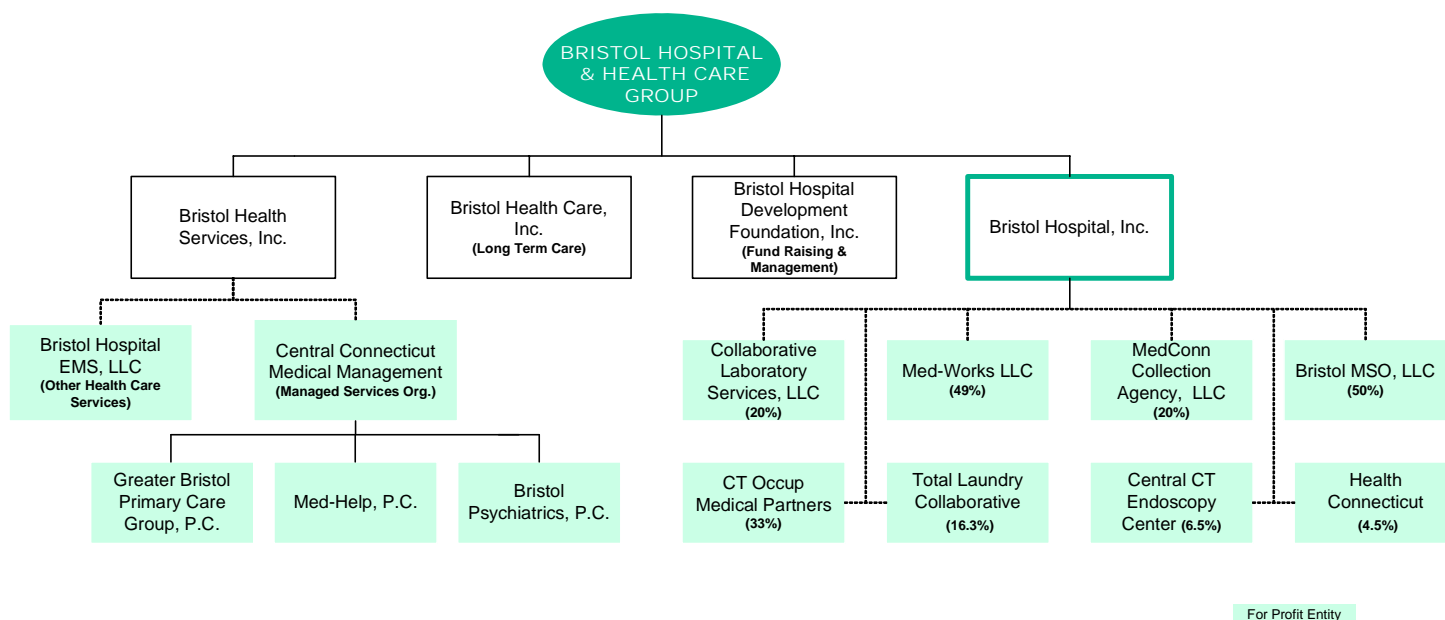 BRISTOL HOSPITAL
& HEALTH CARE
GROUP
Bristol Health
Services, Inc.
Bristol Health Care,
Inc.
(Long Term Care)
Bristol Hospital
Development
Foundation, Inc.
(Fund Raising &
Management)
Bristol Hospital, Inc.
Bristol Hospital
EMS, LLC
(Other Health Care
Services)
Central Connecticut
Medical Management
(Managed Services Org.)
Collaborative
Laboratory
Services, LLC
(20%)
Med-Works LLC
(49%)
MedConn
Collection
Agency, LLC
(20%)
Bristol MSO, LLC
(50%)
Greater Bristol
Primary Care
Group, P.C.
Med-Help, P.C.
Bristol
Psychiatrics, P.C.
CT Occup
Medical Partners
(33%)
Total Laundry
Collaborative
(16.3%)
Central CT
Endoscopy
Center (6.5%)
Health
Connecticut
(4.5%)
For Profit Entity